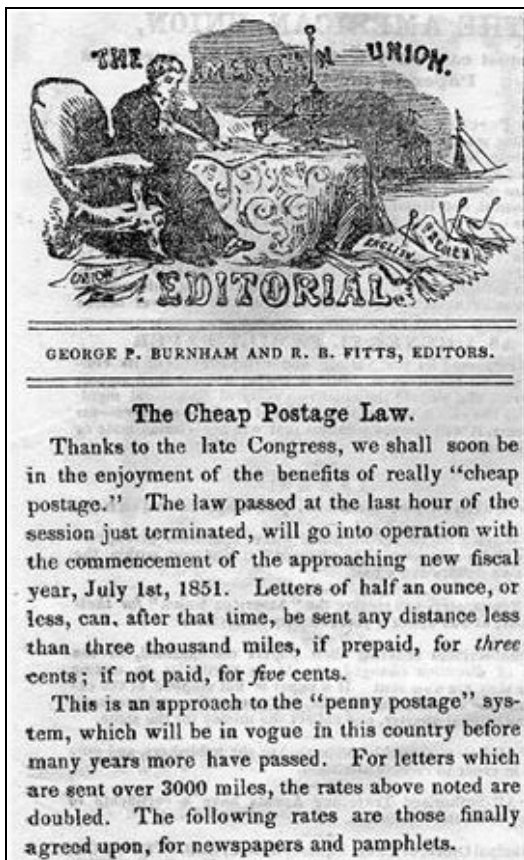 THE AMERICAN UNION.
ENGLISH
FRENCH
UNION
EDITORIAL
GEORGE P. BURNHAM AND R. B. FITTS, EDITORS.
The Cheap Postage Law.
Thanks to the late Congress, we shall soon be
in the enjoyment of the benefits of really “cheap
postage.” The law passed at the last hour of the
session just terminated, will go into operation with
the commencement of the approaching new fiscal
year, July 1st, 1851. Letters of half an ounce, or
less, can, after that time, be sent any distance less
than three thousand miles, if prepaid, for three
cents; if not paid, for five cents.
This is an approach to the “penny postage” sys-
tem, which will be in vogue in this country before
many years more have passed. For letters which
are sent over 3000 miles, the rates above noted are
doubled. The following rates are those finally
agreed upon, for newspapers and pamphlets.